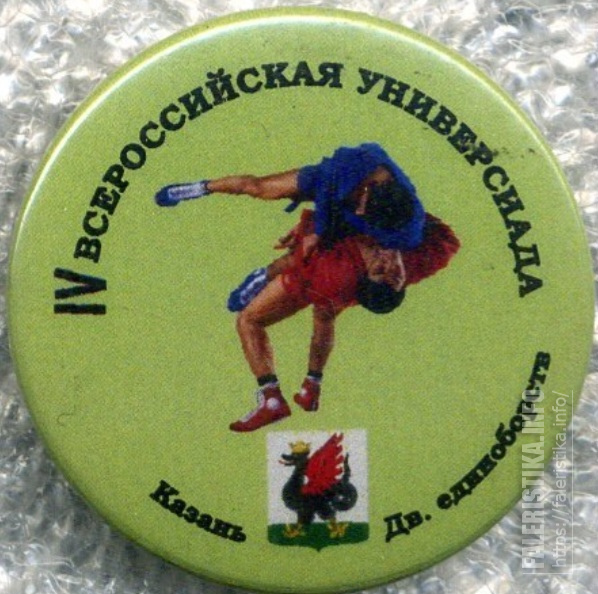 IV ВСЕРОССИЙСКАЯ УНИВЕРСИАДА
Казань
Дв. единоборств
FALERISTIKA.INFO
https://faleristika.info/